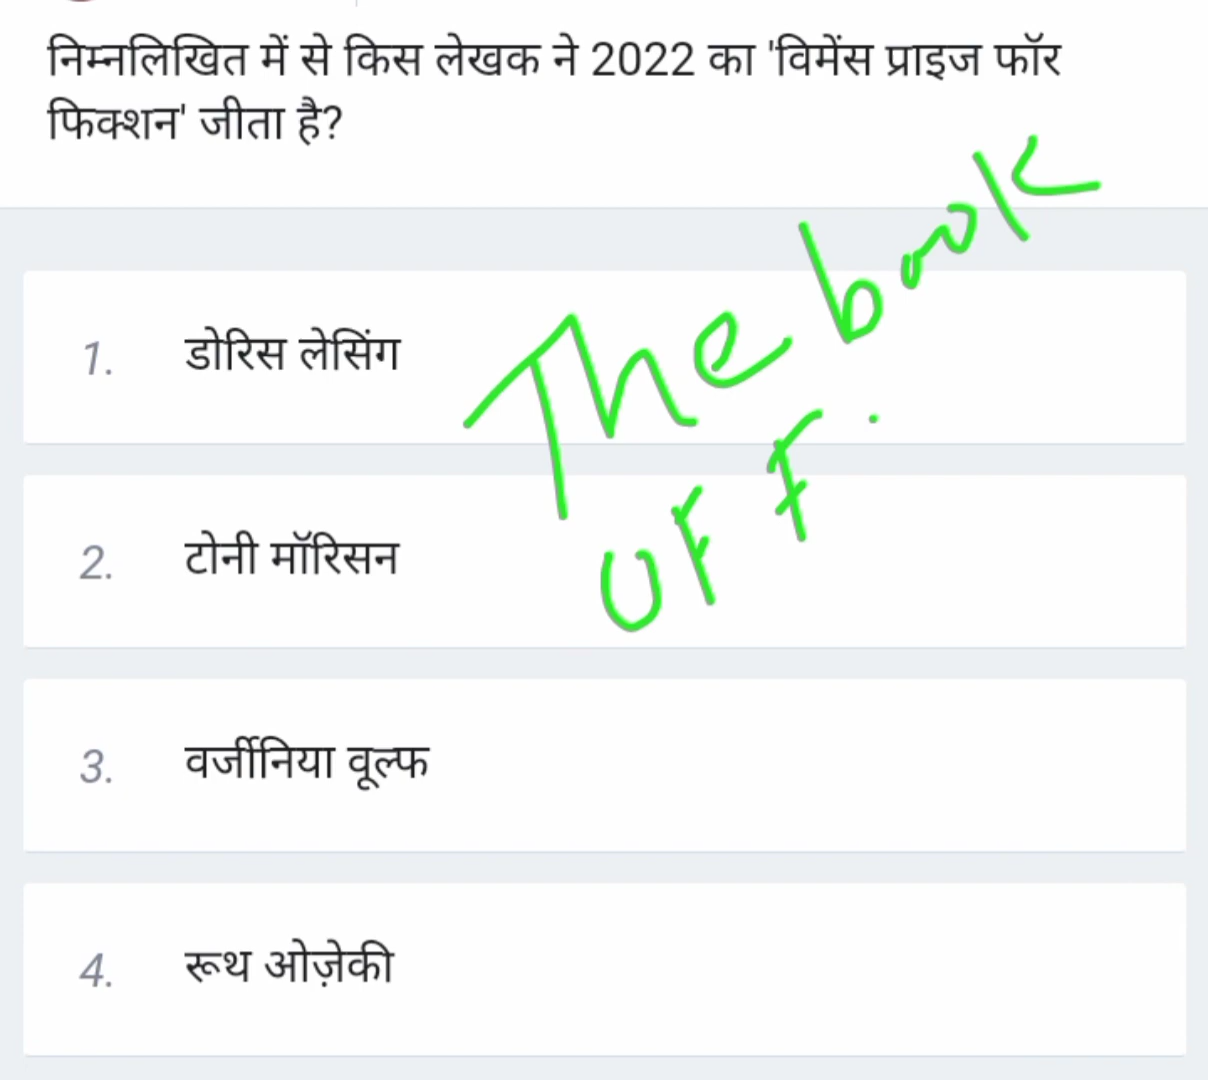 निम्नलिखित में से किस लेखक ने 2022 का 'विमेंस प्राइज फॉर
फिक्शन' जीता है?
The book
OF F.
1. डोरिस लेसिंग
2. टोनी मॉरिसन
3. वर्जीनिया वूल्फ
4. रूथ ओज़ेकी